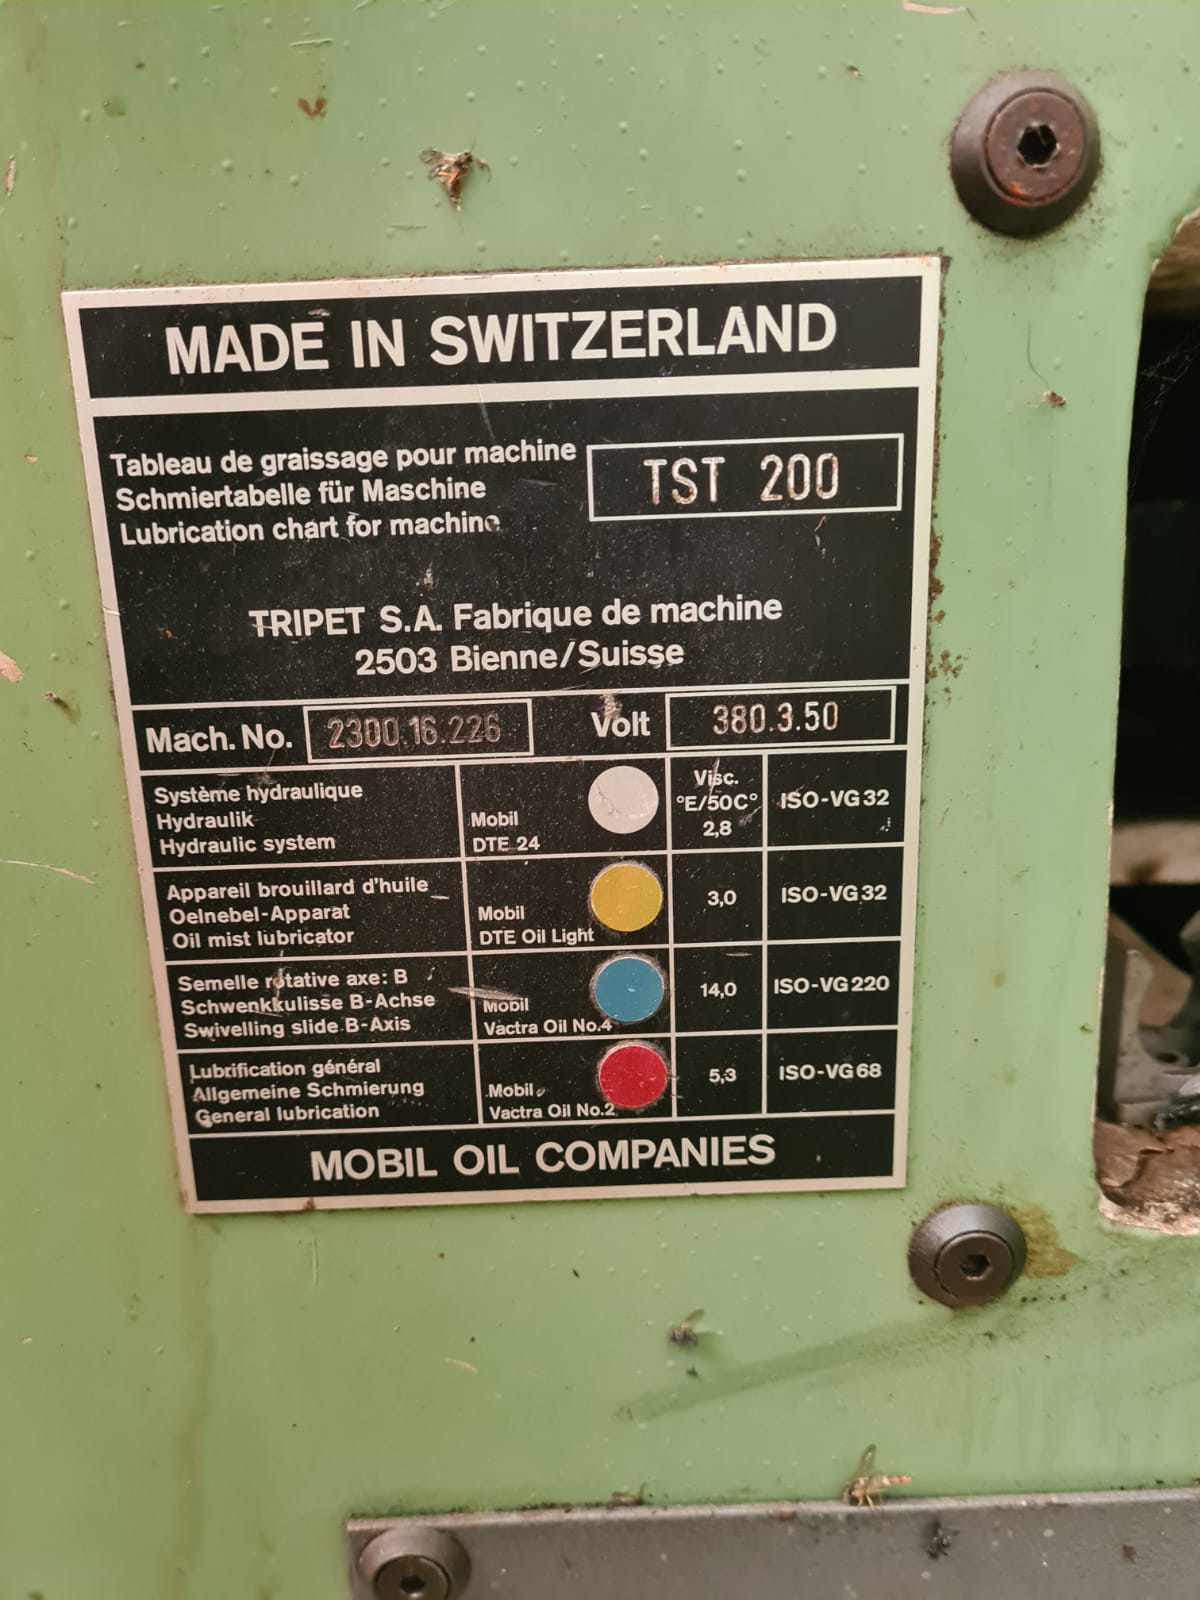 MADE IN SWITZERLAND
Tableau de graissage pour machine
Schmiertabelle für Maschine
Lubrication chart for machine
TST 200
TRIPET S.A. Fabrique de machine
2503 Bienne/Suisse
Mach. No. 2300.16.226 Volt 380.3.50
Système hydraulique
Hydraulik
Hydraulic system
Mobil
DTE 24
Visc.
°E/50C°
2,8
ISO-VG 32
Appareil brouillard d'huile
Oelnebel-Apparat
Oil mist lubricator
Mobil
DTE Oil Light
3,0
ISO-VG 32
Semelle rotative axe: B
Schwenkkulisse B-Achse
Swivelling slide B-Axis
Mobil
Vactra Oil No.4
14,0
ISO-VG 220
Lubrification général
Allgemeine Schmierung
General lubrication
Mobil
Vactra Oil No.2
5,3
ISO-VG 68
MOBIL OIL COMPANIES